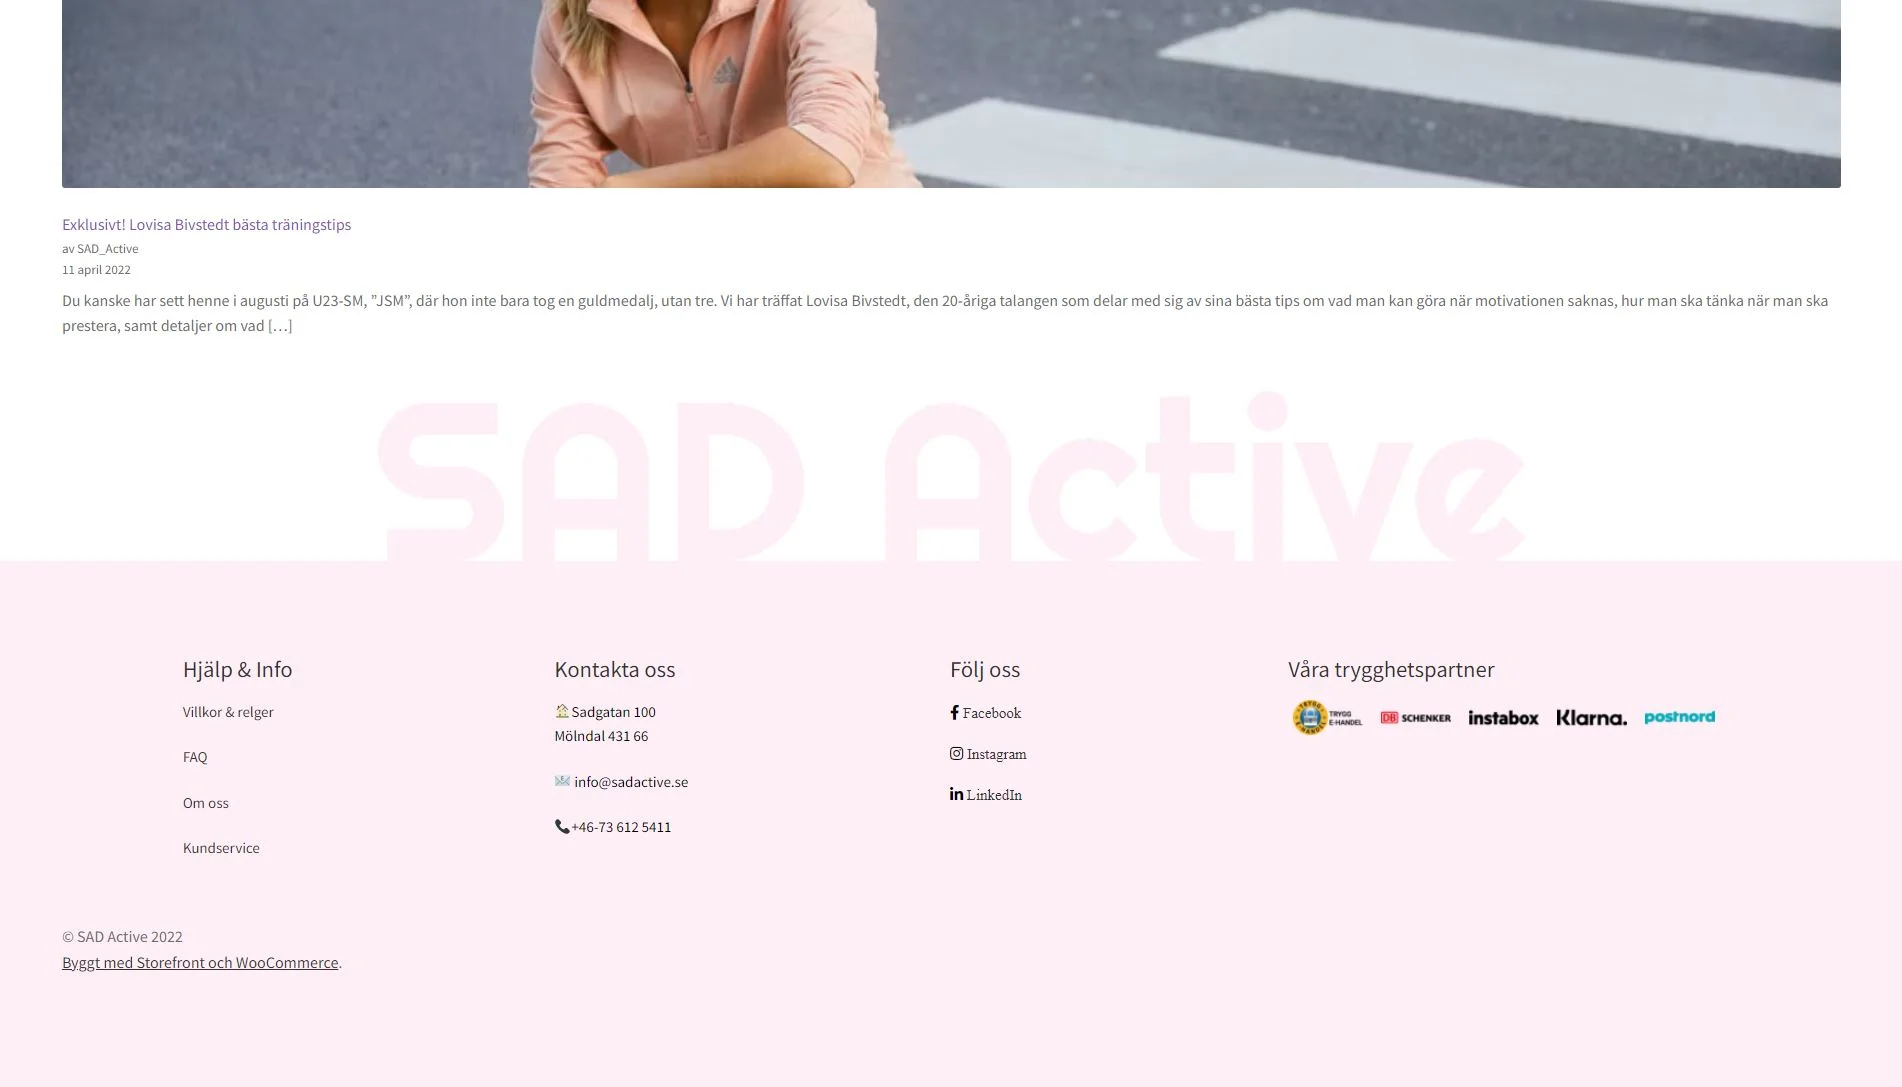 Exklusivt! Lovisa Bivstedt bästa träningstips
av SAD_Active
11 april 2022
Du kanske har sett henne i augusti på U23-SM, ”JSM”, där hon inte bara tog en guldmedalj, utan tre. Vi har träffat Lovisa Bivstedt, den 20-åriga talangen som delar med sig av sina bästa tips om vad man kan göra när motivationen saknas, hur man ska tänka när man ska
prestera, samt detaljer om vad […]
SAD Active
Hjälp & Info
Villkor & relger
FAQ
Om oss
Kundservice
Kontakta oss
Sadgatan 100
Mölndal 431 66
info@sadactive.se
+46-73 612 5411
Följ oss
Facebook
Instagram
LinkedIn
Våra trygghetspartner
TRYGG
E-HANDEL
DB SCHENKER
instabox
Klarna.
postnord
© SAD Active 2022
Byggt med Storefront och WooCommerce.